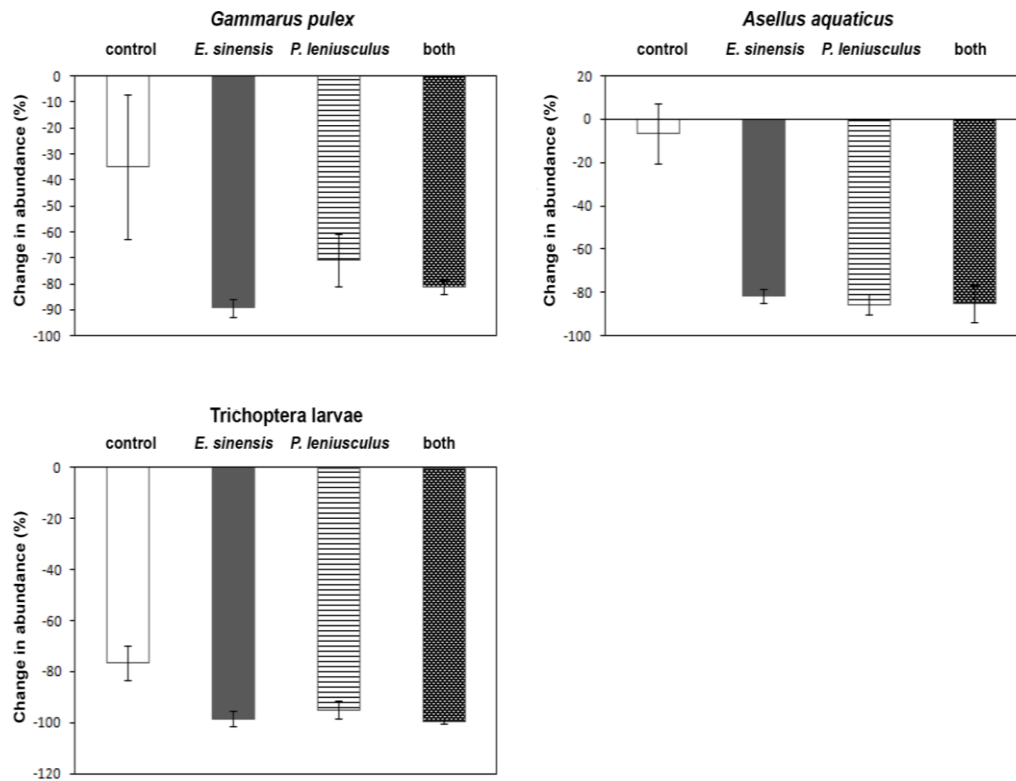 Gammarus pulex
control E. sinensis P. leniusculus both
Change in abundance (%)
0
-10
-20
-30
-40
-50
-60
-70
-80
-90
-100
Asellus aquaticus
control E. sinensis P. leniusculus both
Change in abundance (%)
20
0
-20
-40
-60
-80
-100
Trichoptera larvae
control E. sinensis P. leniusculus both
Change in abundance (%)
0
-20
-40
-60
-80
-100
-120